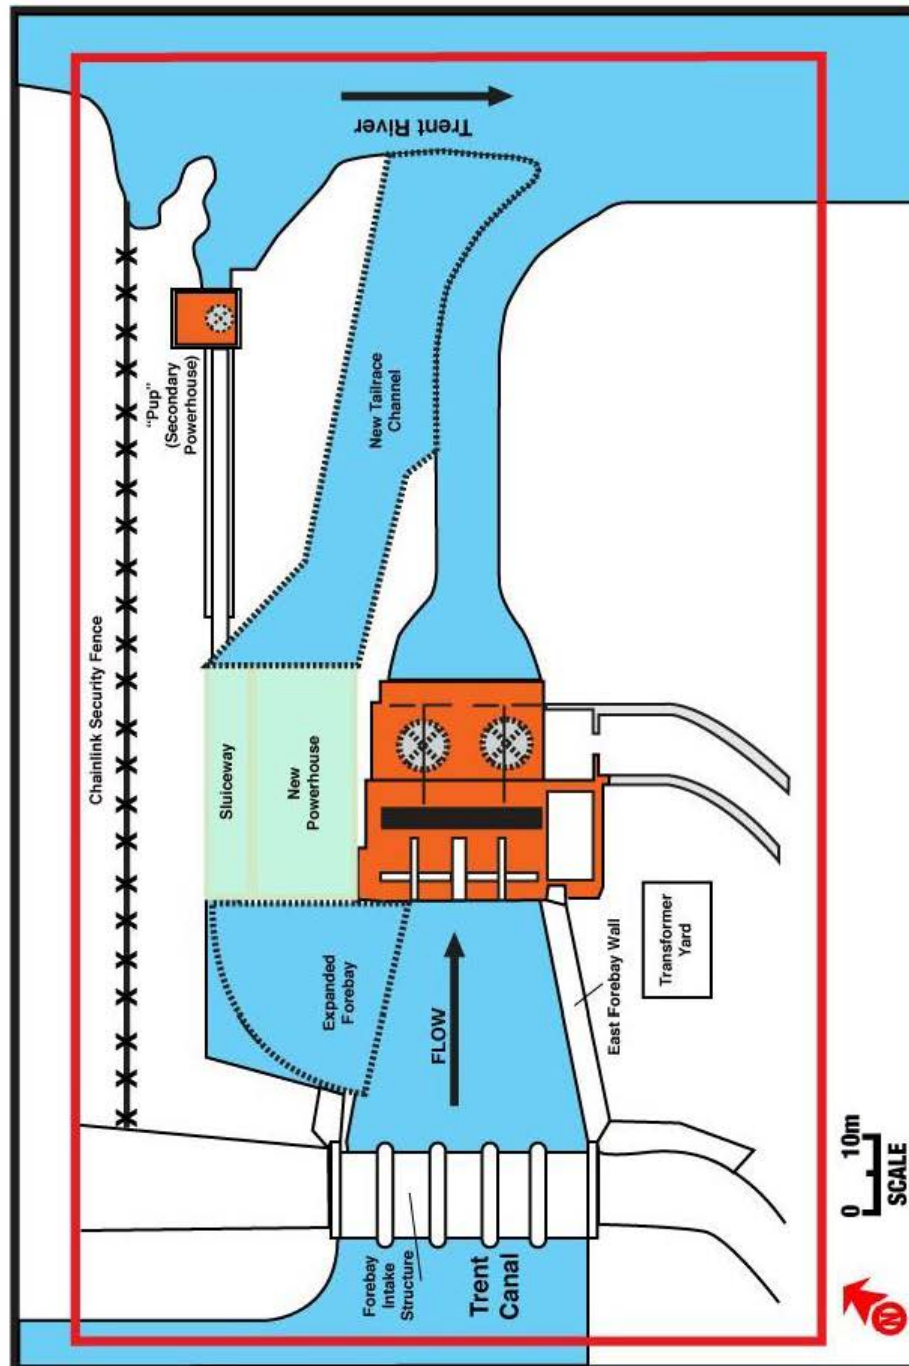 Trent River
"Pup"
(Secondary
Powerhouse)
New Tailrace
Channel
Chainlink Security Fence
Sluiceway
New
Powerhouse
Expanded
Forebay
FLOW
East Forebay Wall
Transformer
Yard
Forebay
Intake
Structure
Trent
Canal
0 10m
SCALE
N